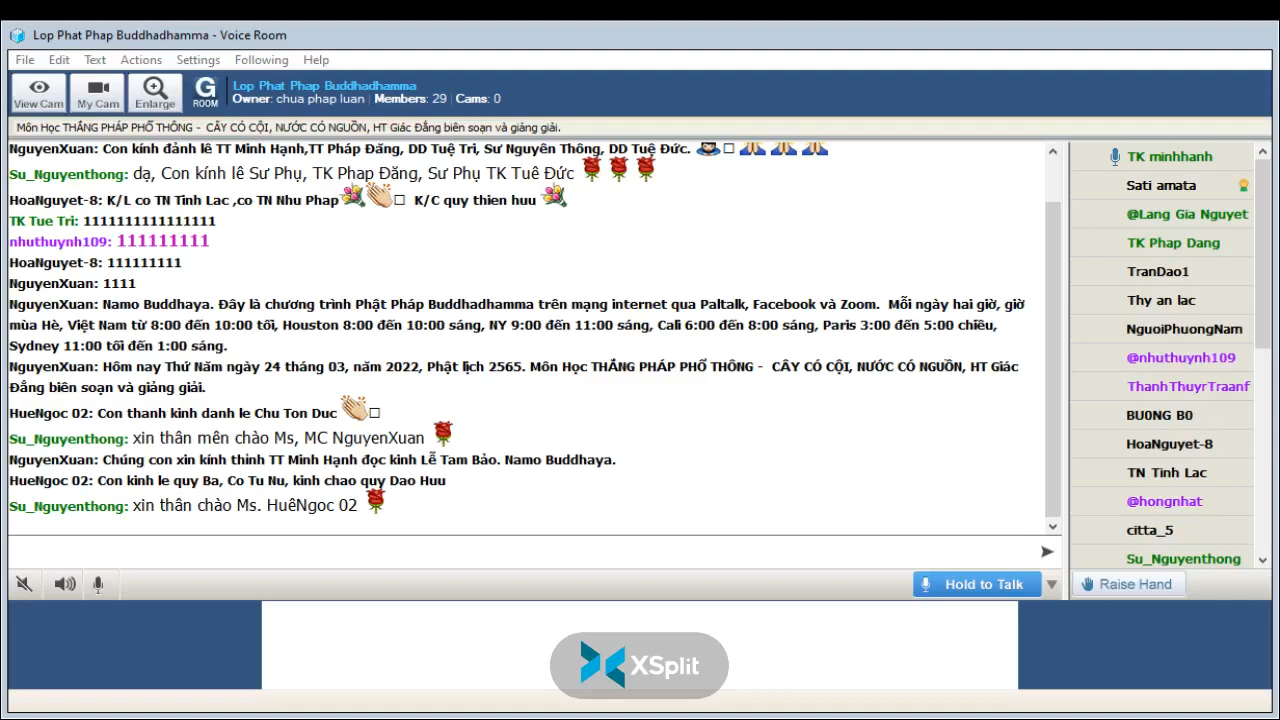 Lop Phat Phap Buddhadhamma - Voice Room
File Edit Text Actions Settings Following Help
View Cam My Cam Enlarge G ROOM
Lop Phat Phap Buddhadhamma
Owner: chua phap luan | Members: 29 | Cams: 0
Môn Học THẮNG PHÁP PHỔ THÔNG - CÂY CÓ CỘI, NƯỚC CÓ NGUỒN, HT Giác Đẳng biên soạn và giảng giải.
NguyenXuan: Con kính đảnh lễ TT Minh Hạnh,TT Pháp Đăng, DD Tuệ Tri, Sư Nguyên Thông, DD Tuệ Đức.
Su_Nguyenthong: dạ, Con kính lê Sư Phụ, TK Phap Đăng, Sư Phụ TK Tuê Đức
HoaNguyet-8: K/L co TN Tinh Lac ,co TN Nhu Phap K/C quy thien huu
TK Tue Tri: 1111111111111111
nhuthuynh109: 111111111
HoaNguyet-8: 111111111
NguyenXuan: 1111
NguyenXuan: Namo Buddhaya. Đây là chương trình Phật Pháp Buddhadhamma trên mạng internet qua Paltalk, Facebook và Zoom. Mỗi ngày hai giờ, giờ
mùa Hè, Việt Nam từ 8:00 đến 10:00 tối, Houston 8:00 đến 10:00 sáng, NY 9:00 đến 11:00 sáng, Cali 6:00 đến 8:00 sáng, Paris 3:00 đến 5:00 chiều,
Sydney 11:00 tối đến 1:00 sáng.
NguyenXuan: Hôm nay Thứ Năm ngày 24 tháng 03, năm 2022, Phật lịch 2565. Môn Học THẮNG PHÁP PHỔ THÔNG - CÂY CÓ CỘI, NƯỚC CÓ NGUỒN, HT Giác
Đẳng biên soạn và giảng giải.
HueNgoc 02: Con thanh kinh danh le Chu Ton Duc
Su_Nguyenthong: xin thân mên chào Ms, MC NguyenXuan
NguyenXuan: Chúng con xin kính thỉnh TT Minh Hạnh đọc kinh Lễ Tam Bảo. Namo Buddhaya.
HueNgoc 02: Con kinh le quy Ba, Co Tu Nu, kinh chao quy Dao Huu
Su_Nguyenthong: xin thân chào Ms. HuêNgoc 02
TK minhhanh
Sati amata
@Lang Gia Nguyet
TK Phap Dang
TranDao1
Thy an lac
NguoiPhuongNam
@nhuthuynh109
ThanhThuyrTraanf
BU0NG B0
HoaNguyet-8
TN Tinh Lac
@hongnhat
citta_5
Su_Nguyenthong
Hold to Talk
Raise Hand
XSplit